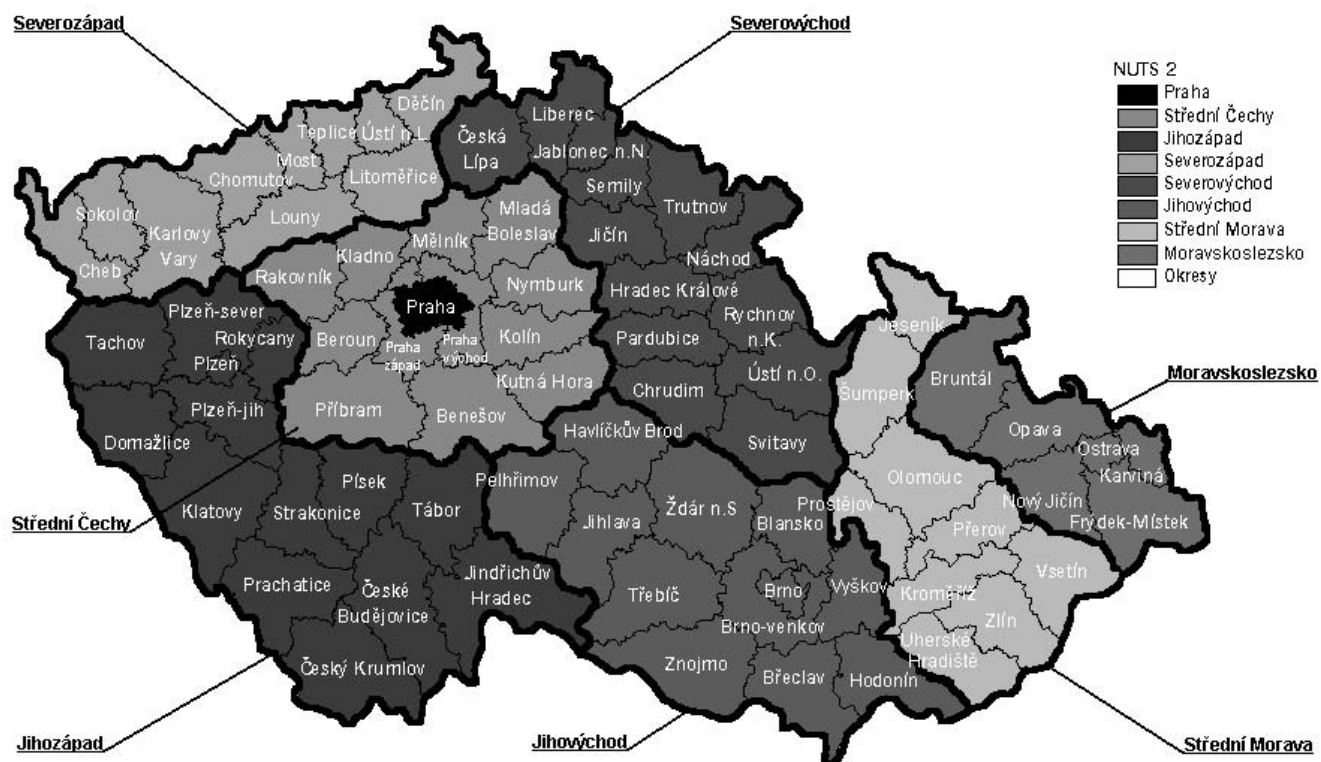 Severozápad
Severovýchod
NUTS 2
Praha
Střední Čechy
Jihozápad
Severozápad
Severovýchod
Jihovýchod
Střední Morava
Moravskoslezsko
Okresy
Děčín
Liberec
Teplice
Ústí n.L.
Česká
Lípa
Most
Jablonec n.N.
Chomutov
Litoměřice
Semily
Sokolov
Louny
Mladá
Boleslav
Trutnov
Karlovy
Vary
Mělník
Jičín
Cheb
Kladno
Náchod
Rakovník
Nymburk
Hradec Králové
Praha
Rychnov
n.K.
Plzeň-sever
Jeseník
Tachov
Rokycany
Beroun
Praha
západ
Praha
východ
Kolín
Pardubice
Plzeň
Ústí n.O.
Bruntál
Moravskoslezsko
Kutná Hora
Chrudim
Šumperk
Plzeň-jih
Příbram
Benešov
Domažlice
Havlíčkův Brod
Svitavy
Opava
Ostrava
Karviná
Písek
Pelhřimov
Olomouc
Nový Jičín
Klatovy
Strakonice
Tábor
Žďár n.S
Prostějov
Frýdek-Místek
Střední Čechy
Jihlava
Blansko
Přerov
Jindřichův
Hradec
Vsetín
Prachatice
České
Budějovice
Třebíč
Brno
Vyškov
Kroměříž
Zlín
Brno-venkov
Uherské
Hradiště
Český Krumlov
Znojmo
Břeclav
Hodonín
Jihozápad
Jihovýchod
Střední Morava